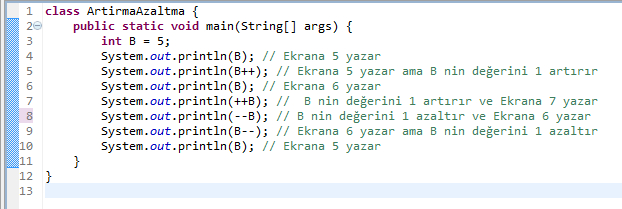 1 class ArtirmaAzaltma {
2 public static void main(String[] args) {
3 int B = 5;
4 System.out.println(B); // Ekrana 5 yazar
5 System.out.println(B++); // Ekrana 5 yazar ama B nin değerini 1 artırır
6 System.out.println(B); // Ekrana 6 yazar
7 System.out.println(++B); //  B nin değerini 1 artırır ve Ekrana 7 yazar
8 System.out.println(--B); // B nin değerini 1 azaltır ve Ekrana 6 yazar
9 System.out.println(B--); // Ekrana 6 yazar ama B nin değerini 1 azaltır
10 System.out.println(B); // Ekrana 5 yazar
11 }
12 }
13